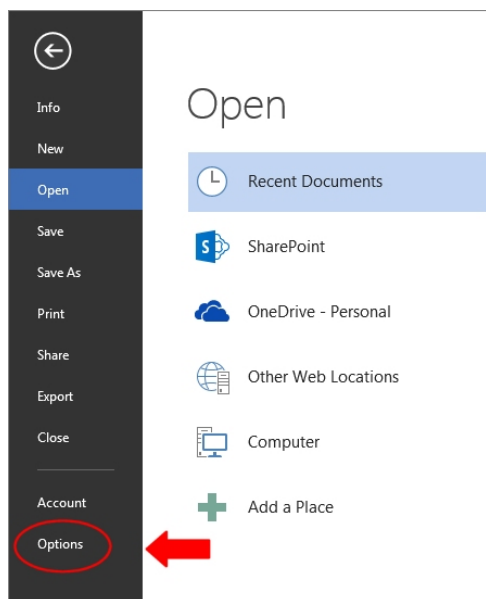 Info
New
Open
Save
Save As
Print
Share
Export
Close
Account
Options
Open
Recent Documents
S
SharePoint
OneDrive - Personal
Other Web Locations
Computer
Add a Place